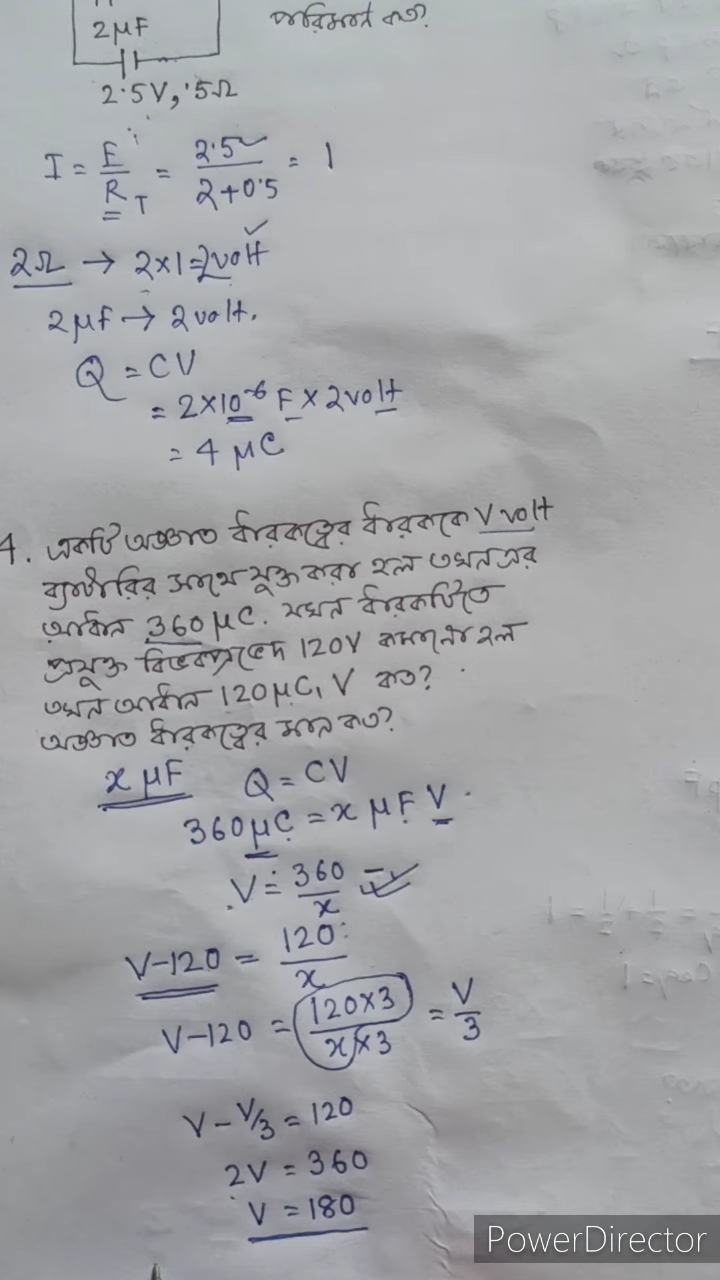 2μF
পরিমান কত?
2.5V, .5Ω
I = E/R_T = 2.5/(2+0.5) = 1
2Ω → 2×1=2volt
2μF → 2volt.
Q = CV
= 2×10⁻⁶ F × 2volt
= 4 μC
4. একটি অজ্ঞাত ধারকত্বের ধারককে V volt
ব্যাটারির সাথে যুক্ত করা হল তখন এর
আধান 360 μC. যখন ধারকটিতে
প্রযুক্ত বিভবপ্রভেদ 120V কমানো হল
তখন আধান 120μC, V কত?
অজ্ঞাত ধারকত্বের মান কত?
x μF Q = CV
360μC = x μF V.
V = 360/x
V-120 = 120/x
V-120 = (120×3)/(x×3) = V/3
V - V/3 = 120
2V = 360
V = 180
PowerDirector